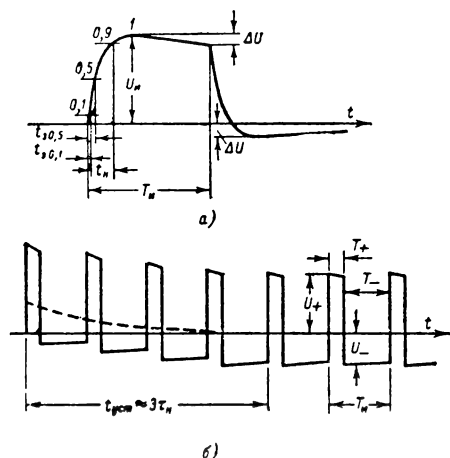 0,9
1
ΔU
0,5
U_и
0,1
t
t_з0,5
ΔU
t_з0,1
t_н
T_и
а)
T_+
U_+
T_-
t
U_-
t_уст ≈ 3τ_н
T_и
б)